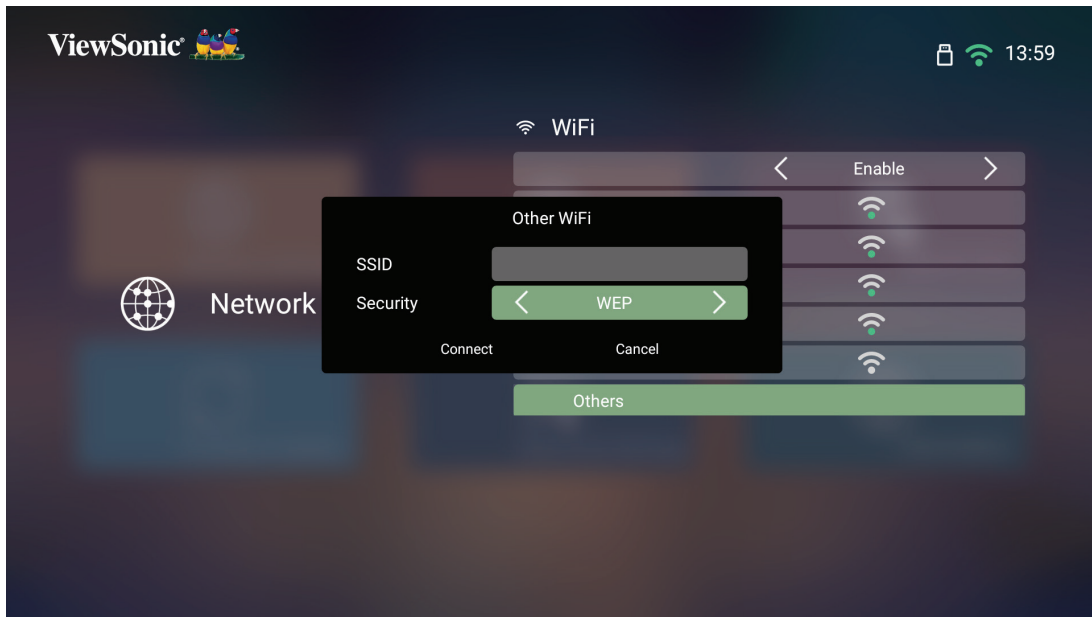 ViewSonic®
13:59
WiFi
Enable
Other WiFi
SSID
Network
Security
WEP
Connect
Cancel
Others